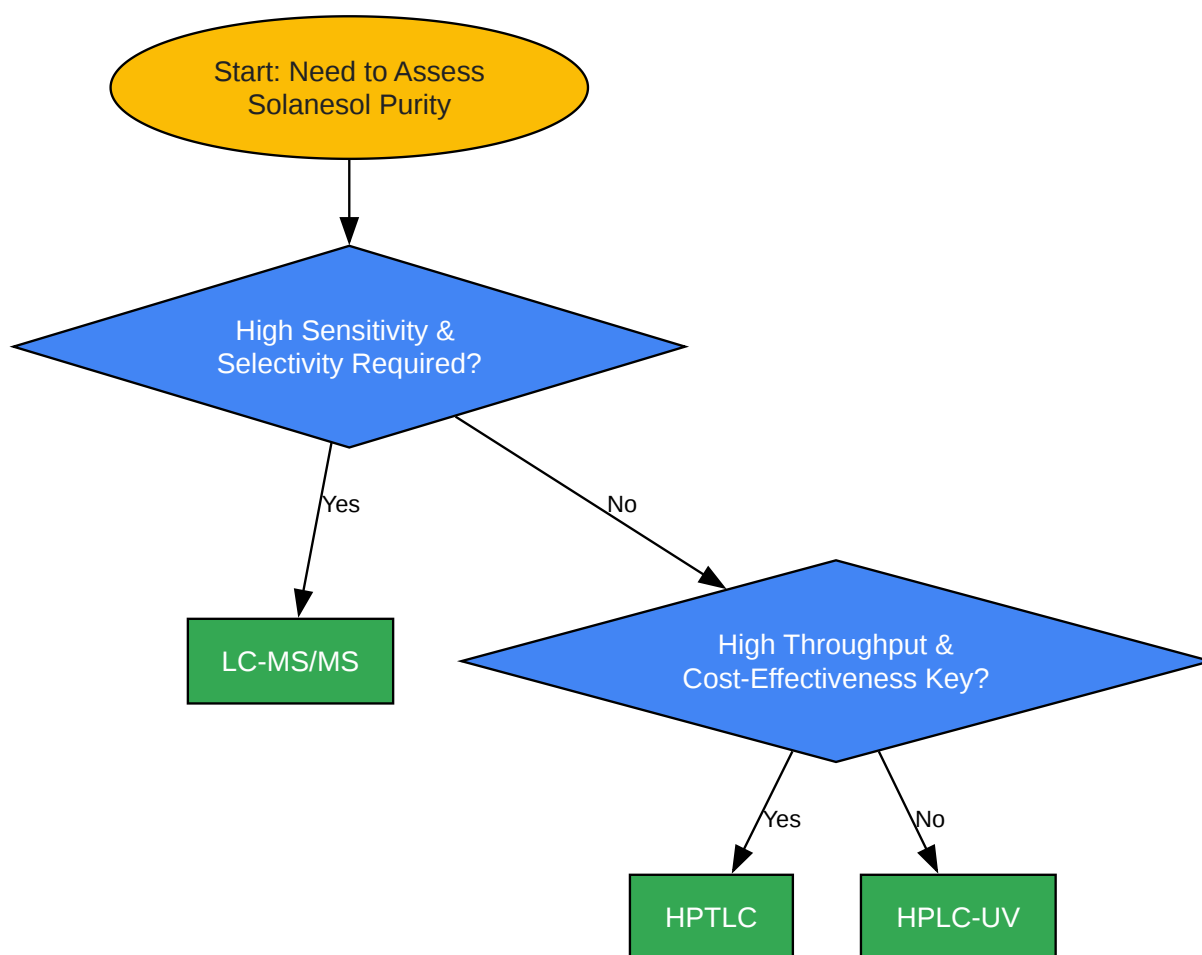 Start: Need to Assess
Solanesol Purity
High Sensitivity &
Selectivity Required?
Yes
No
LC-MS/MS
High Throughput &
Cost-Effectiveness Key?
Yes
No
HPTLC
HPLC-UV